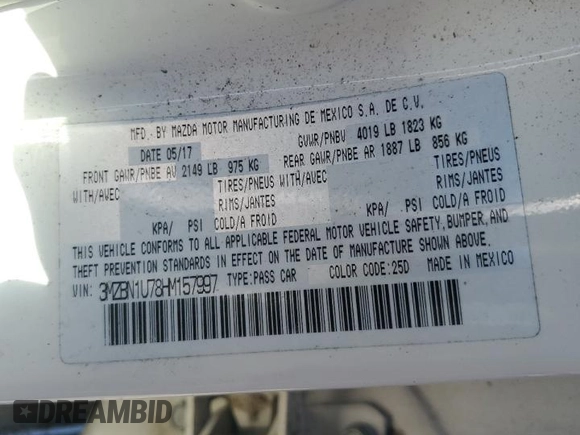 MFD. BY MAZDA MOTOR MANUFACTURING DE MEXICO S.A. DE C.V.
DATE 05/17 GVWR/PNBV 4019 LB 1823 KG
FRONT GAWR/PNBE AV 2149 LB 975 KG REAR GAWR/PNBE AR 1887 LB 856 KG
WITH/AVEC TIRES/PNEUS WITH/AVEC TIRES/PNEUS
RIMS/JANTES RIMS/JANTES
KPA/ PSI COLD/A FROID KPA/ PSI COLD/A FROID
THIS VEHICLE CONFORMS TO ALL APPLICABLE FEDERAL MOTOR VEHICLE SAFETY, BUMPER, AND
THEFT PREVENTION STANDARDS IN EFFECT ON THE DATE OF MANUFACTURE SHOWN ABOVE.
VIN: 3MZBN1U78HM157997 TYPE:PASS CAR COLOR CODE:25D MADE IN MEXICO
DREAMBID